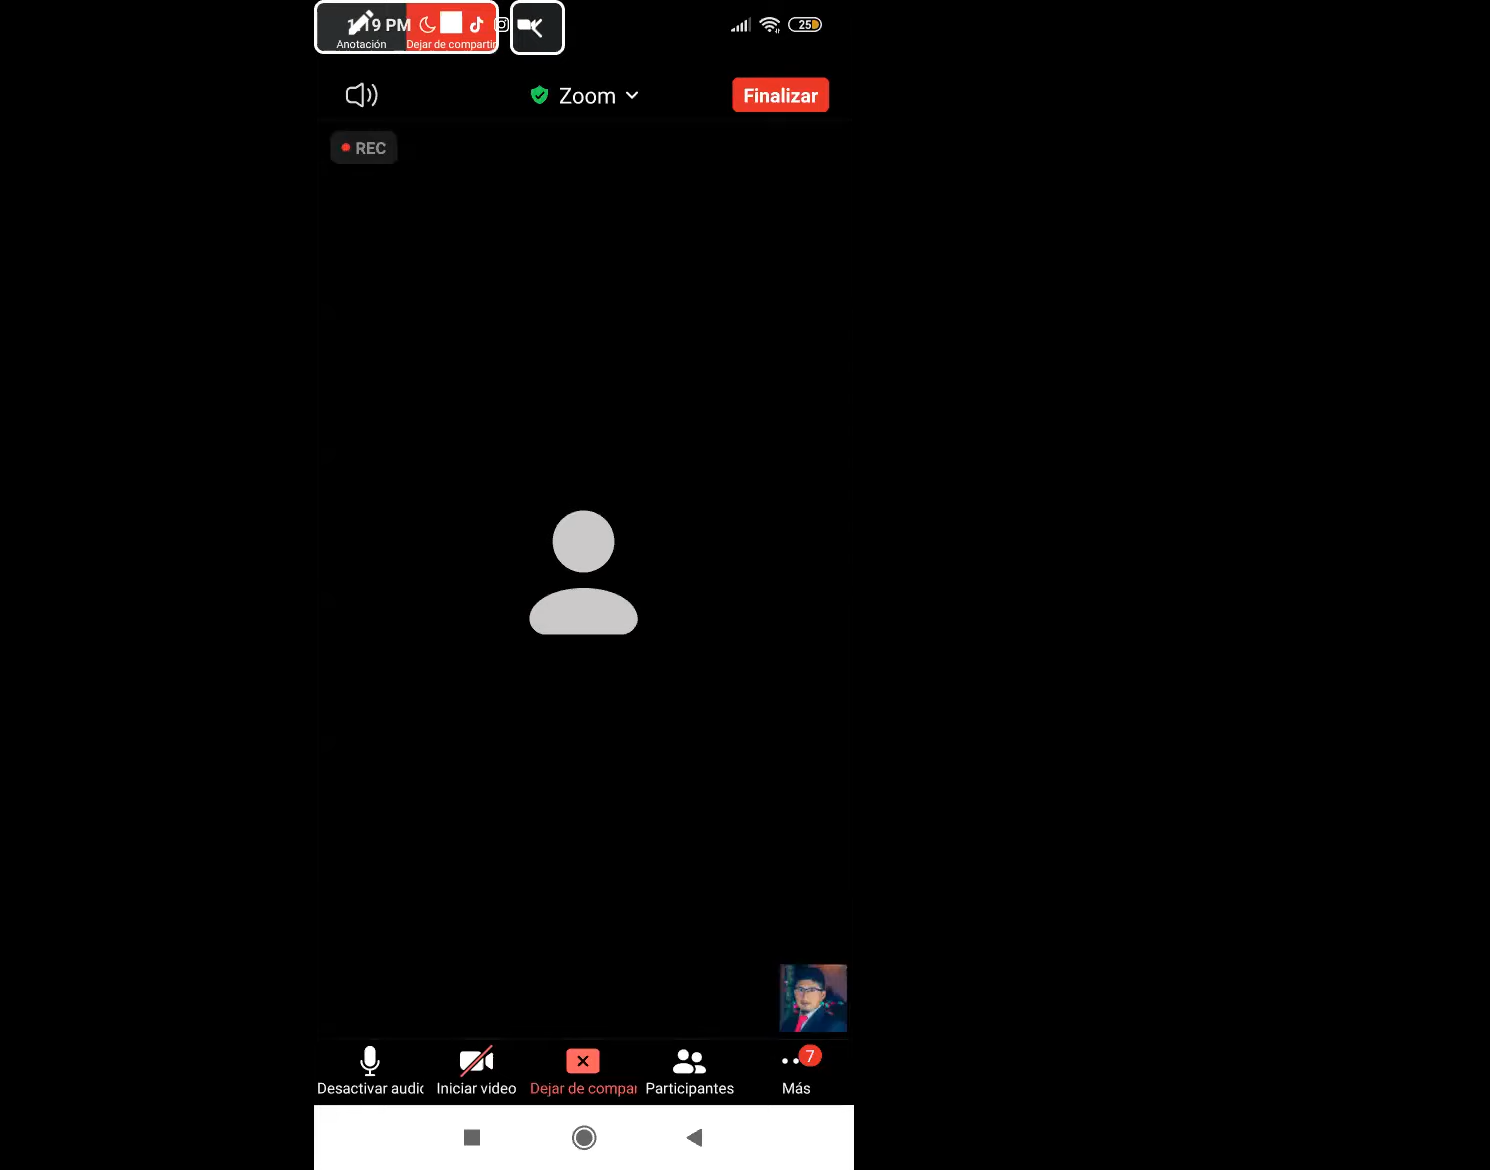 9 PM
25
Anotación
Dejar de compartir
Zoom
Finalizar
REC
7
Desactivar audic
Iniciar video
Dejar de compar
Participantes
Más